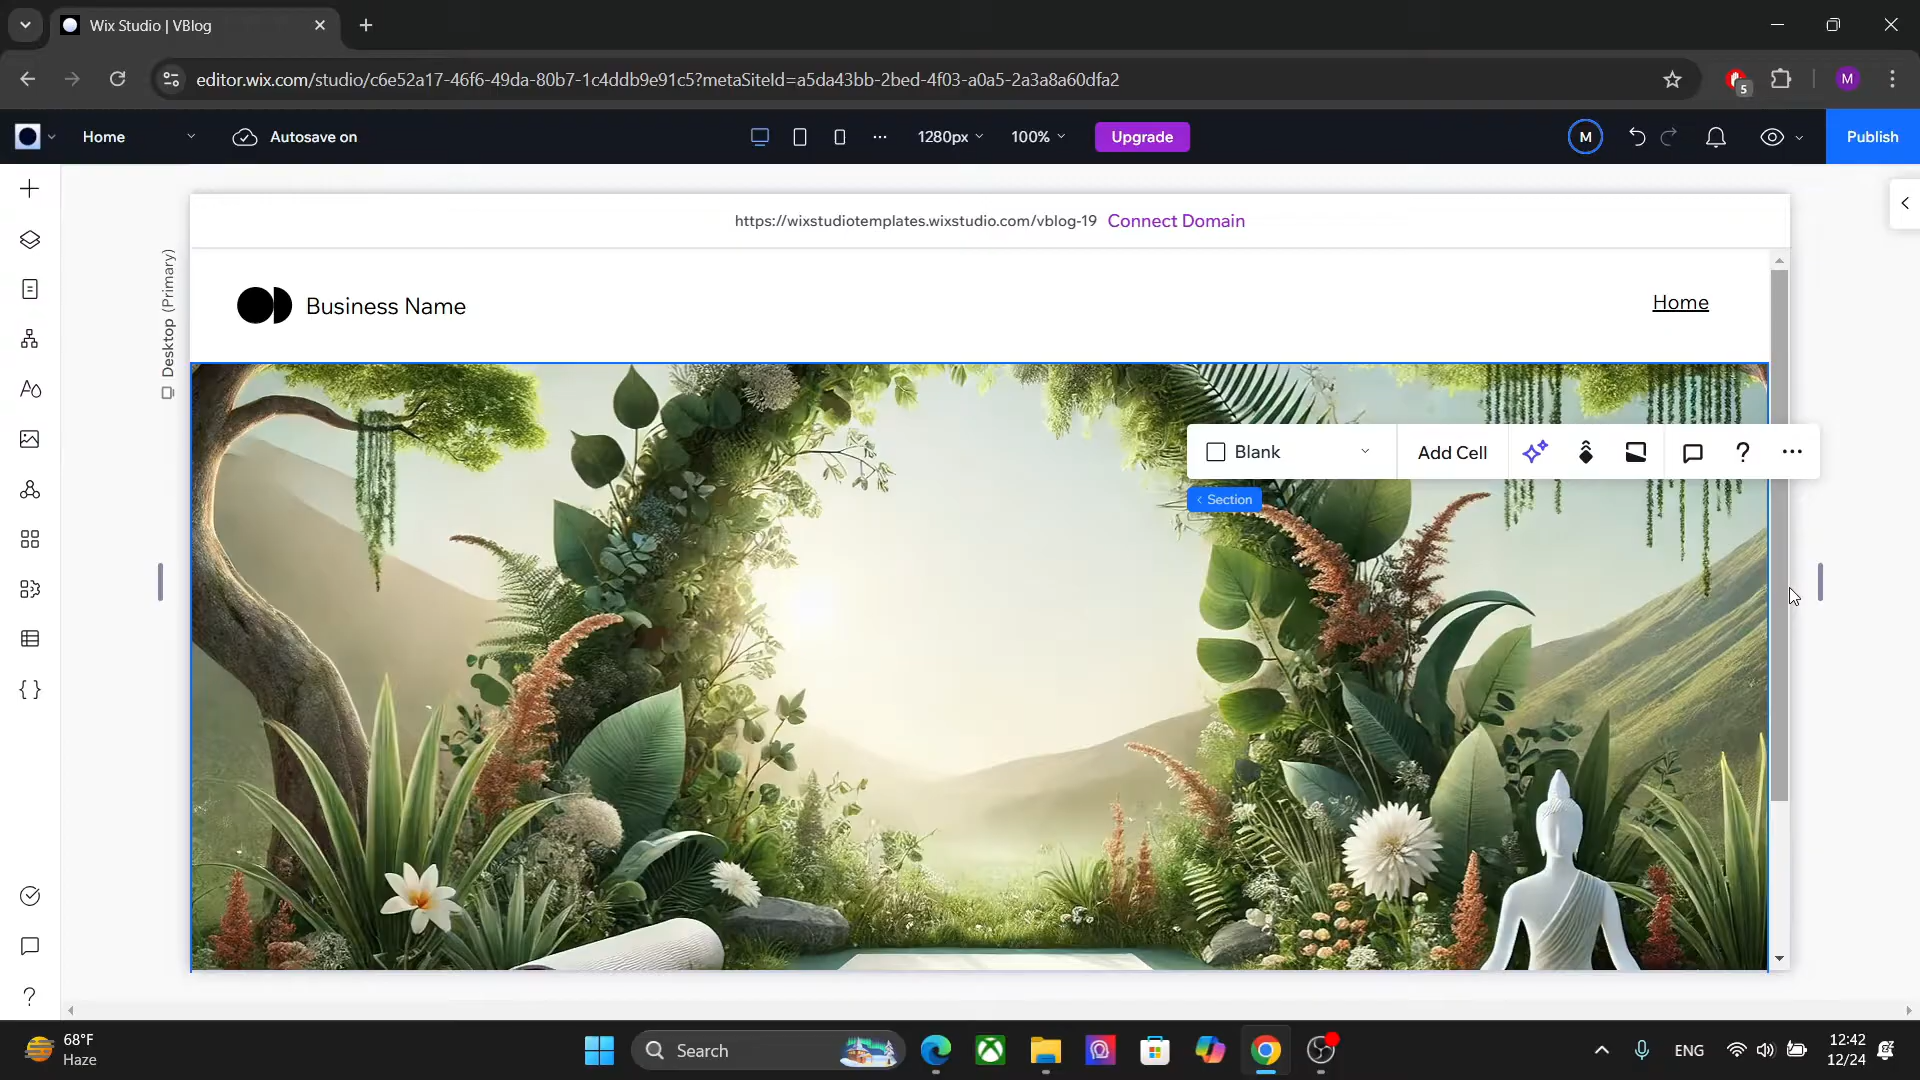 Wix Studio | VBlog
editor.wix.com/studio/c6e52a17-46f6-49da-80b7-1c4ddb9e91c5?metaSiteId=a5da43bb-2bed-4f03-a0a5-2a3a8a60dfa2
5
M
Home
Autosave on
1280px
100%
Upgrade
M
Publish
https://wixstudiotemplates.wixstudio.com/vblog-19 Connect Domain
Desktop (Primary)
Business Name
Home
Blank
Add Cell
< Section
68°F
Haze
Search
ENG
12:42
12/24